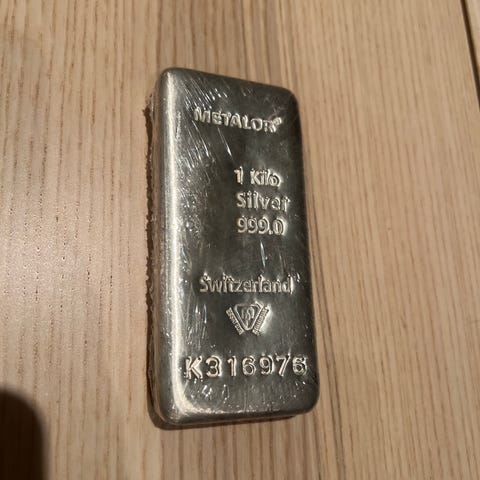 METALOR®
1 Kilo
Silver
999.0
Switzerland
K316976